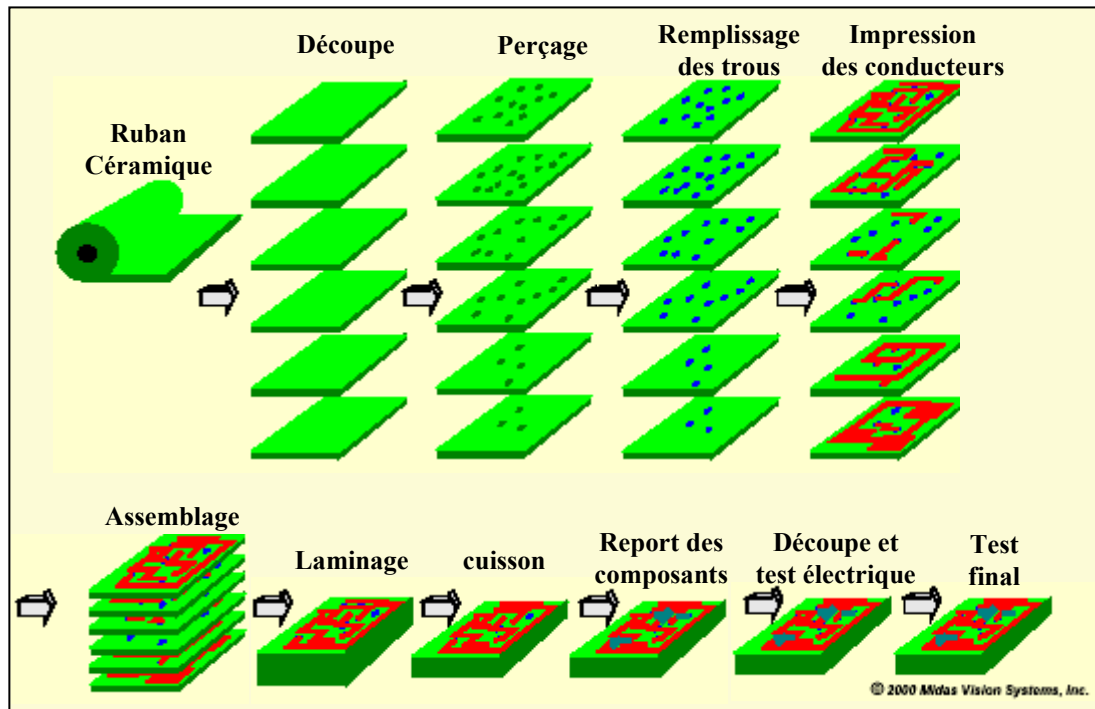 Découpe
Perçage
Remplissage
des trous
Impression
des conducteurs
Ruban
Céramique
Assemblage
Laminage
cuisson
Report des
composants
Découpe et
test électrique
Test
final
© 2000 Midas Vision Systems, Inc.